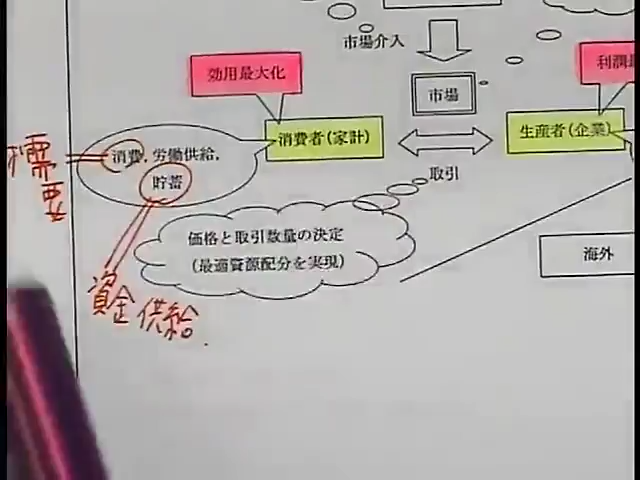 市場介入
効用最大化
利潤
市場
消費者(家計)
生産者(企業)
消費,労働供給,
貯蓄
需要
取引
価格と取引数量の決定
(最適資源配分を実現)
海外
資金供給.